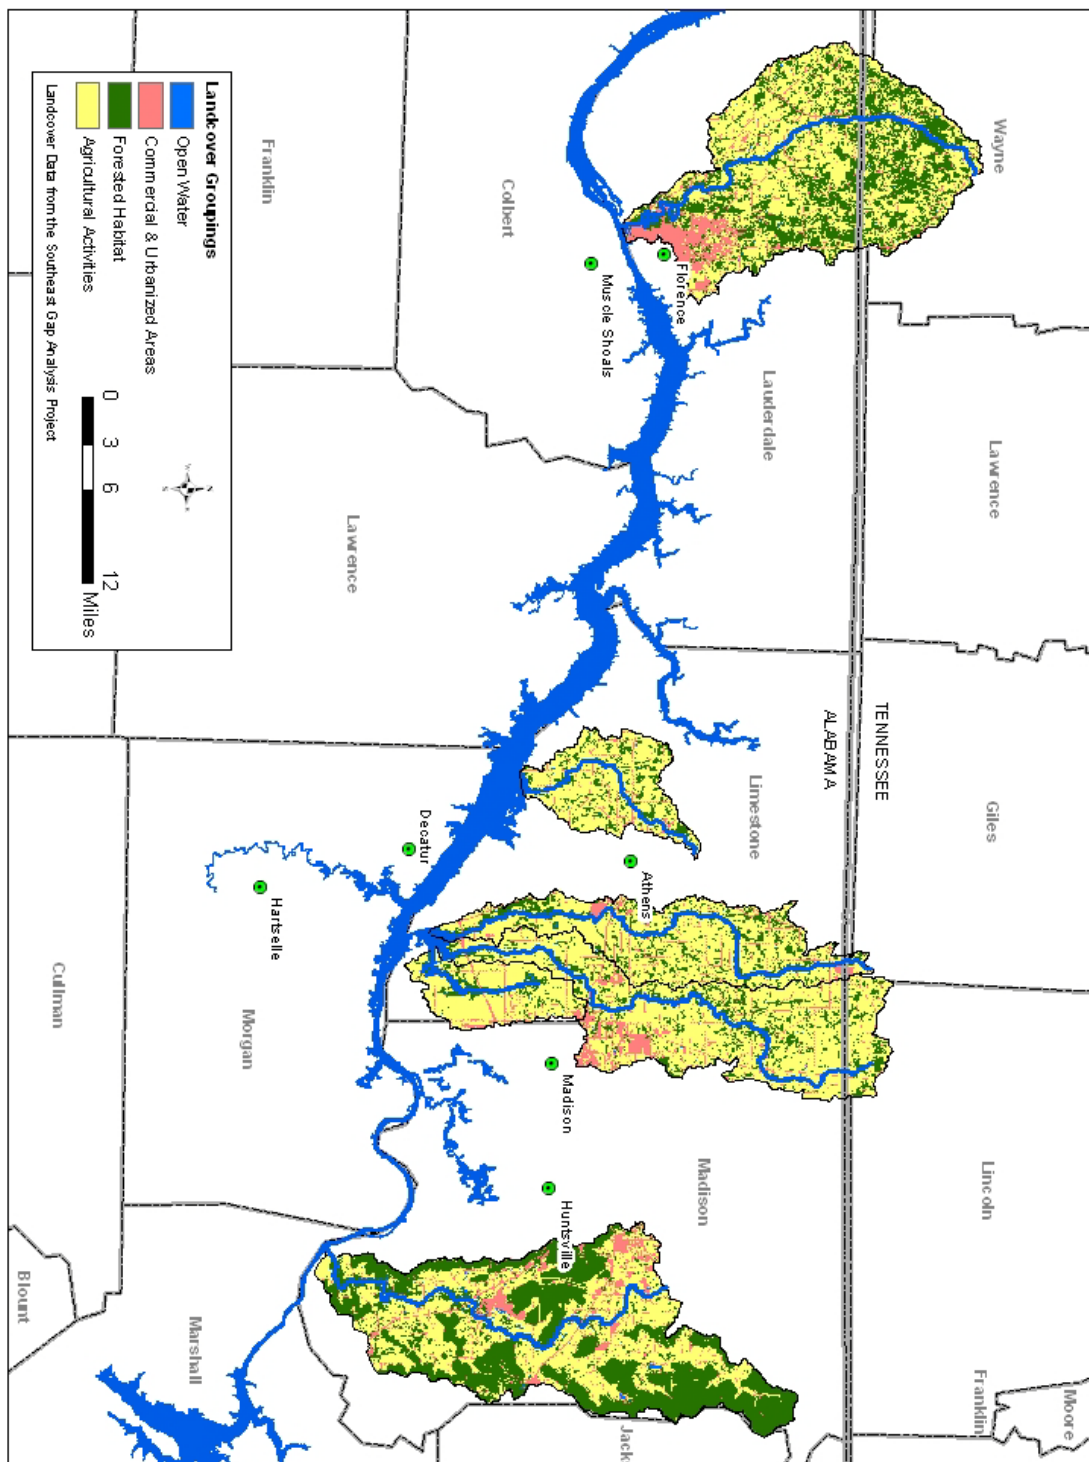 Wayne
Lawrence
Giles
Lincoln
Franklin
Moore
TENNESSEE
ALABAMA
Lauderdale
Limestone
Madison
Jack
Florence
Muscle Shoals
Athens
Madison
Huntsville
Colbert
Decatur
Hartselle
Franklin
Lawrence
Morgan
Marshall
Cullman
Blount
Landcover Groupings
Open Water
Commercial & Urbanized Areas
Forested Habitat
Agricultural Activities
0 3 6 12
Miles
Landcover Data from the Southeast Gap Analysis Project